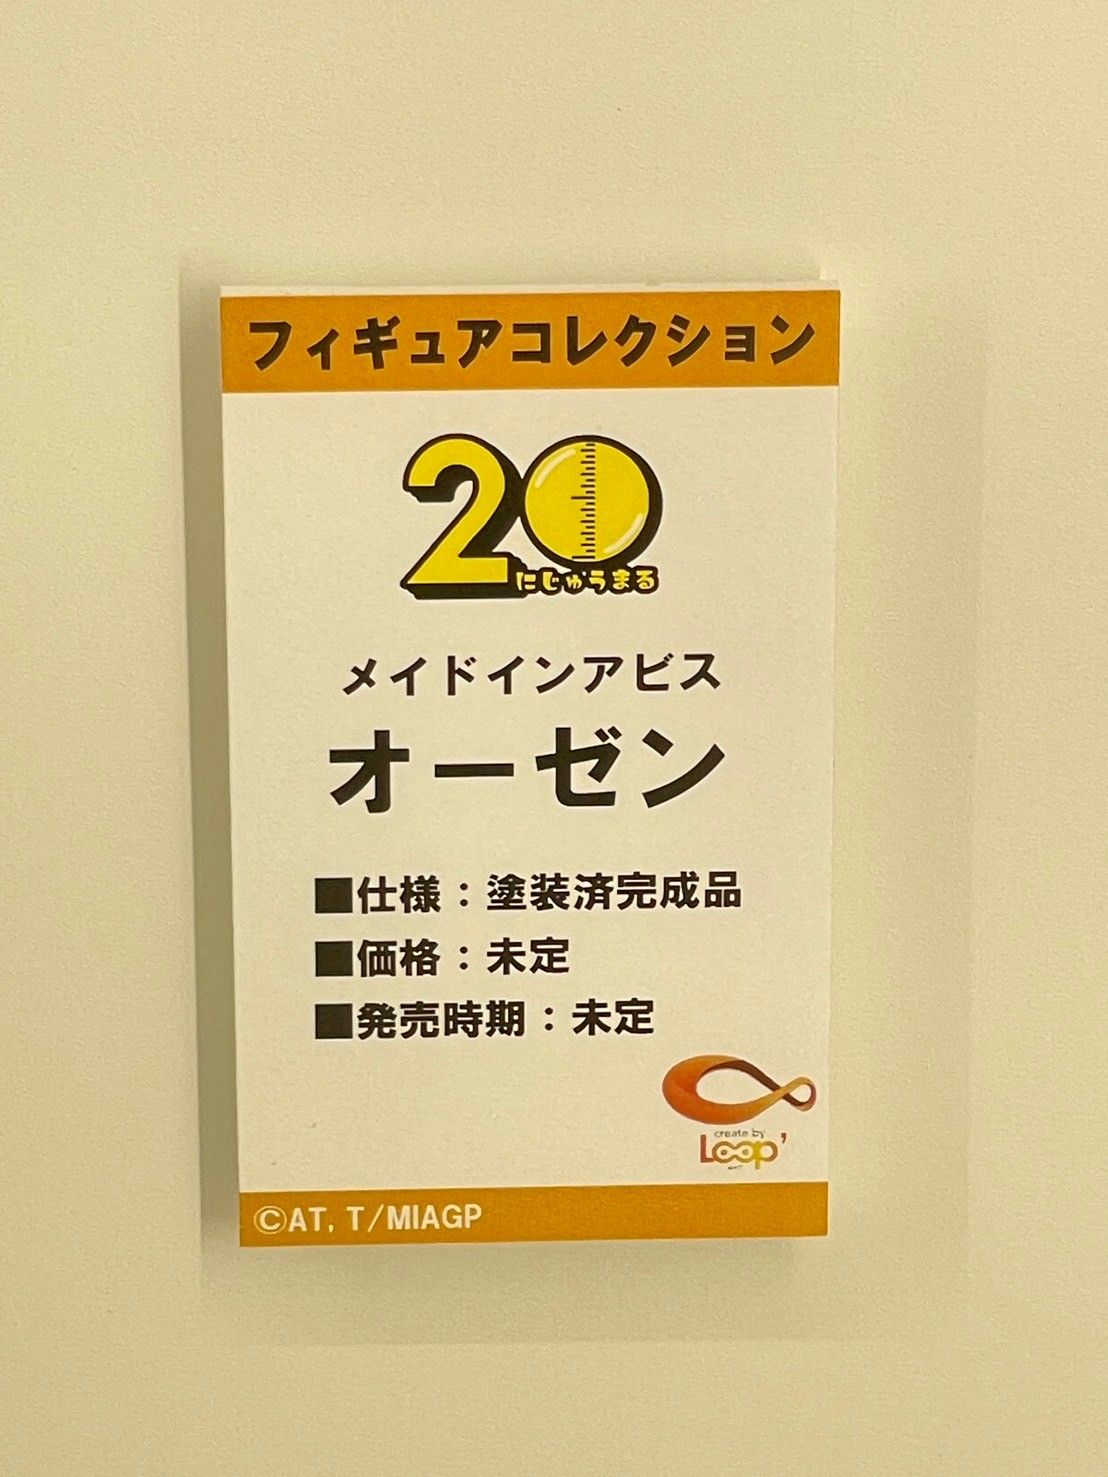 フィギュアコレクション
20
にじゅうまる
メイドインアビス
オーゼン
■仕様：塗装済完成品
■価格：未定
■発売時期：未定
create by
Loop'
©AT, T/MIAGP